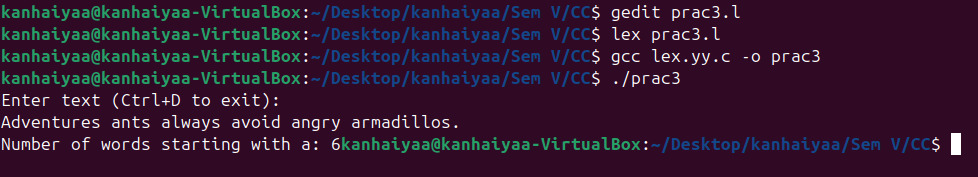 kanhaiyaa@kanhaiyaa-VirtualBox:~/Desktop/kanhaiyaa/Sem V/CC$ gedit prac3.l
kanhaiyaa@kanhaiyaa-VirtualBox:~/Desktop/kanhaiyaa/Sem V/CC$ lex prac3.l
kanhaiyaa@kanhaiyaa-VirtualBox:~/Desktop/kanhaiyaa/Sem V/CC$ gcc lex.yy.c -o prac3
kanhaiyaa@kanhaiyaa-VirtualBox:~/Desktop/kanhaiyaa/Sem V/CC$ ./prac3
Enter text (Ctrl+D to exit):
Adventures ants always avoid angry armadillos.
Number of words starting with a: 6kanhaiyaa@kanhaiyaa-VirtualBox:~/Desktop/kanhaiyaa/Sem V/CC$